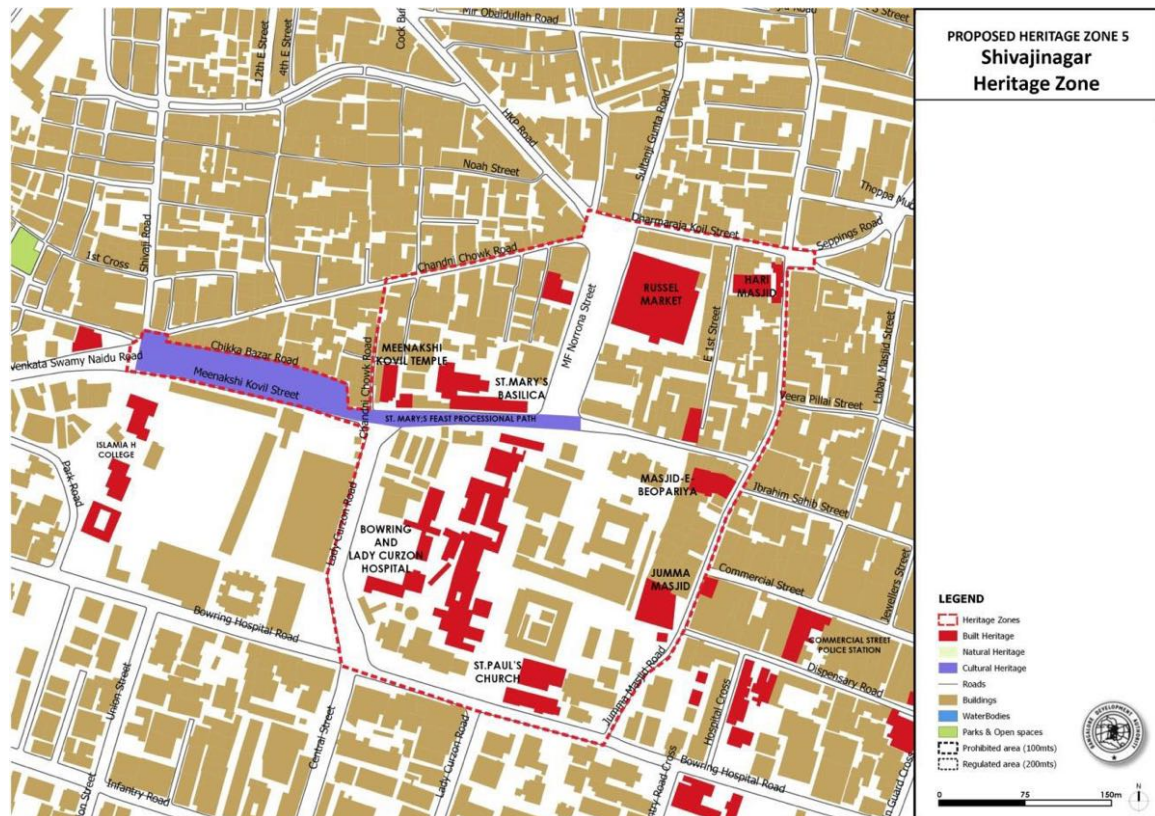 PROPOSED HERITAGE ZONE 5
Shivajinagar
Heritage Zone
Mir Obaidullah Road
12th E Street
4th E Street
HKP Road
OPH Road
Sultanji Gunta Road
Noah Street
Dharmaraja Koil Street
Seppings Road
Shivaji Road
1st Cross
Chandni Chowk Road
RUSSEL
MARKET
HARI
MASJID
E 1st Street
MF Norrona Street
Labay Masjid Street
Venkata Swamy Naidu Road
Chikka Bazar Road
Meenakshi Kovil Street
Chandni Chowk Road
MEENAKSHI
KOVIL TEMPLE
ST.MARY'S
BASILICA
ST. MARY;S FEAST PROCESSIONAL PATH
Veera Pillai Street
ISLAMIA H
COLLEGE
Park Road
Lady Curzon Road
MASJID-E-
BEOPARIYA
Ibrahim Sahib Street
BOWRING
AND
LADY CURZON
HOSPITAL
JUMMA
MASJID
Commercial Street
Jewellers Street
COMMERCIAL STREET
POLICE STATION
Dispensary Road
Bowring Hospital Road
ST.PAUL'S
CHURCH
Jumma Masjid Road
Hospital Cross
Union Street
Central Street
Lady Curzon Road
Bowring Hospital Road
Infantry Road
LEGEND
Heritage Zones
Built Heritage
Natural Heritage
Cultural Heritage
Roads
Buildings
WaterBodies
Parks & Open spaces
Prohibited area (100mts)
Regulated area (200mts)
BANGALORE DEVELOPMENT AUTHORITY
N
0 75 150m